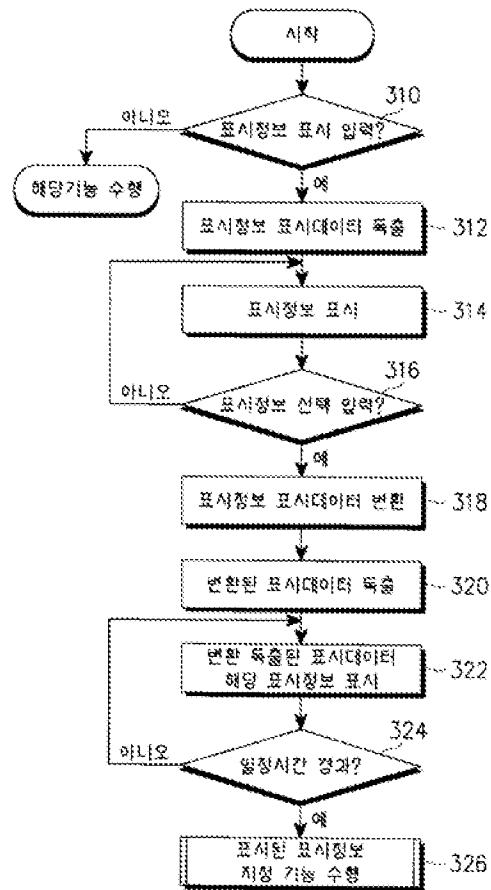 시작
310
표시정보 표시 입력?
아니오
해당기능 수행
예
표시정보 표시데이터 독출
312
표시정보 표시
314
316
표시정보 선택 입력?
아니오
예
표시정보 표시데이터 변환
318
변환된 표시데이터 독출
320
변환 독출된 표시데이터
해당 표시정보 표시
322
324
일정시간 경과?
아니오
예
표시된 표시정보
지정 기능 수행
326